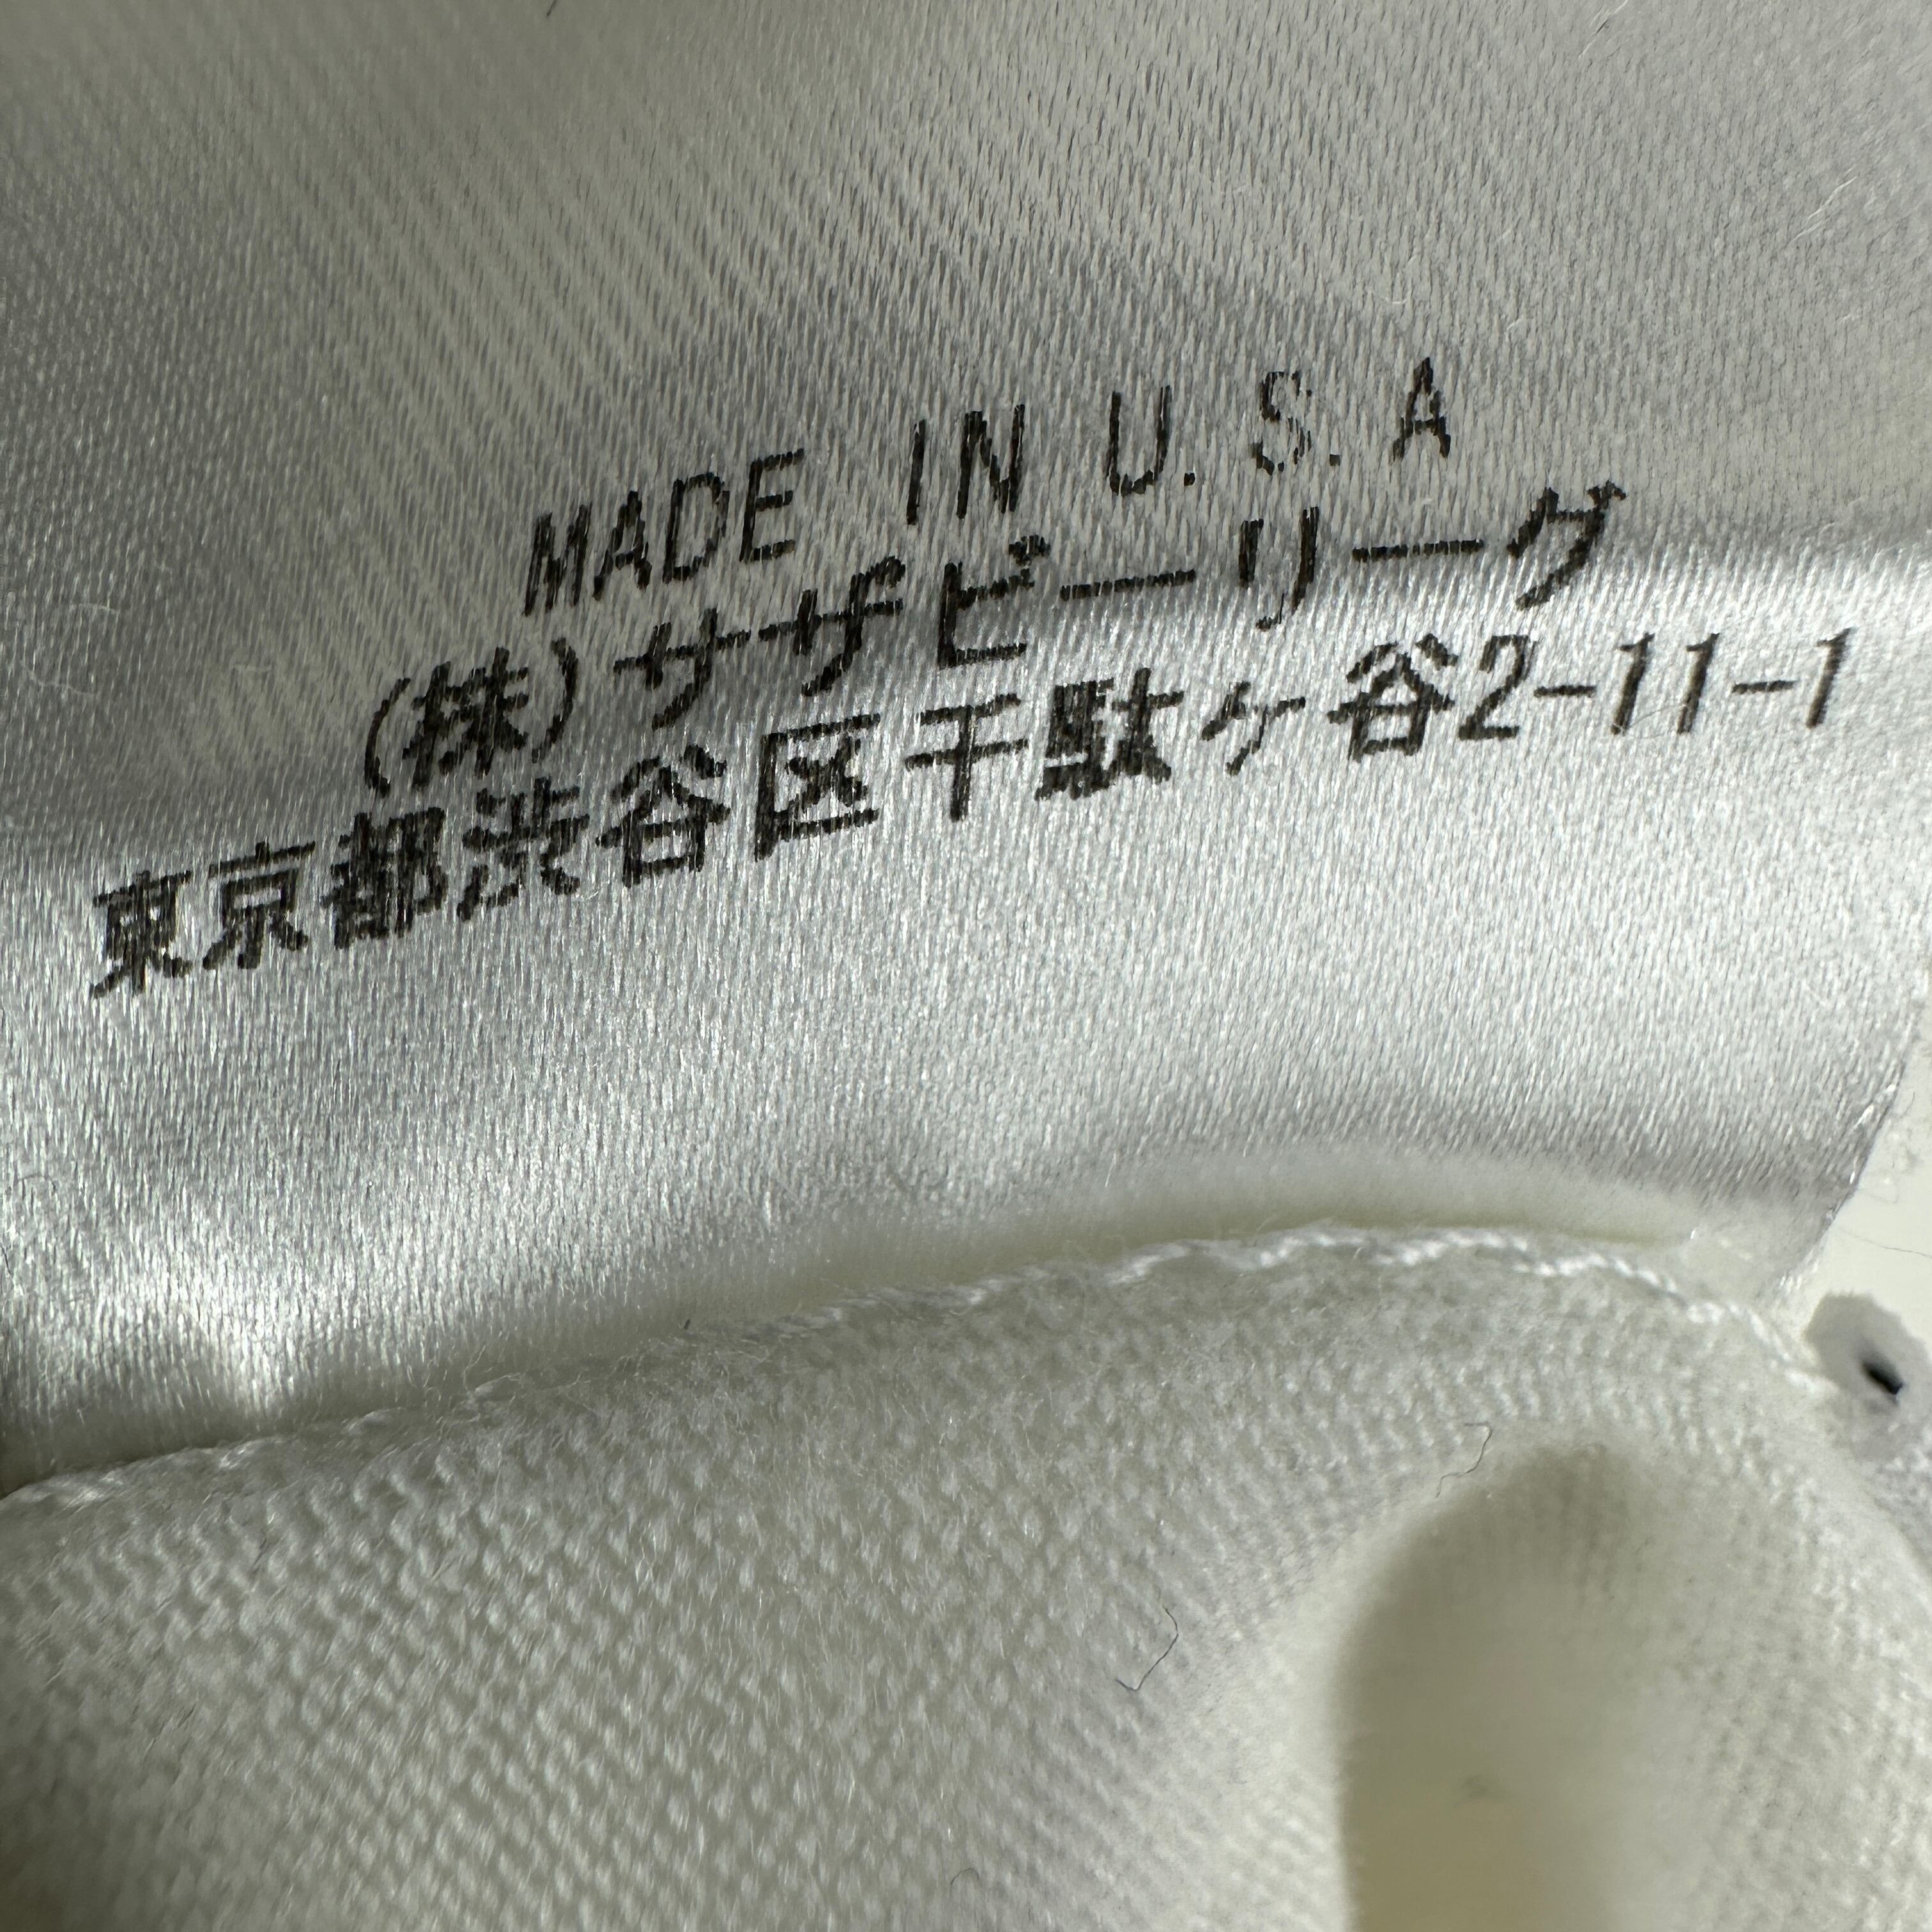 MADE IN U.S.A
(株)サザビーリーグ
東京都渋谷区千駄ヶ谷2-11-1